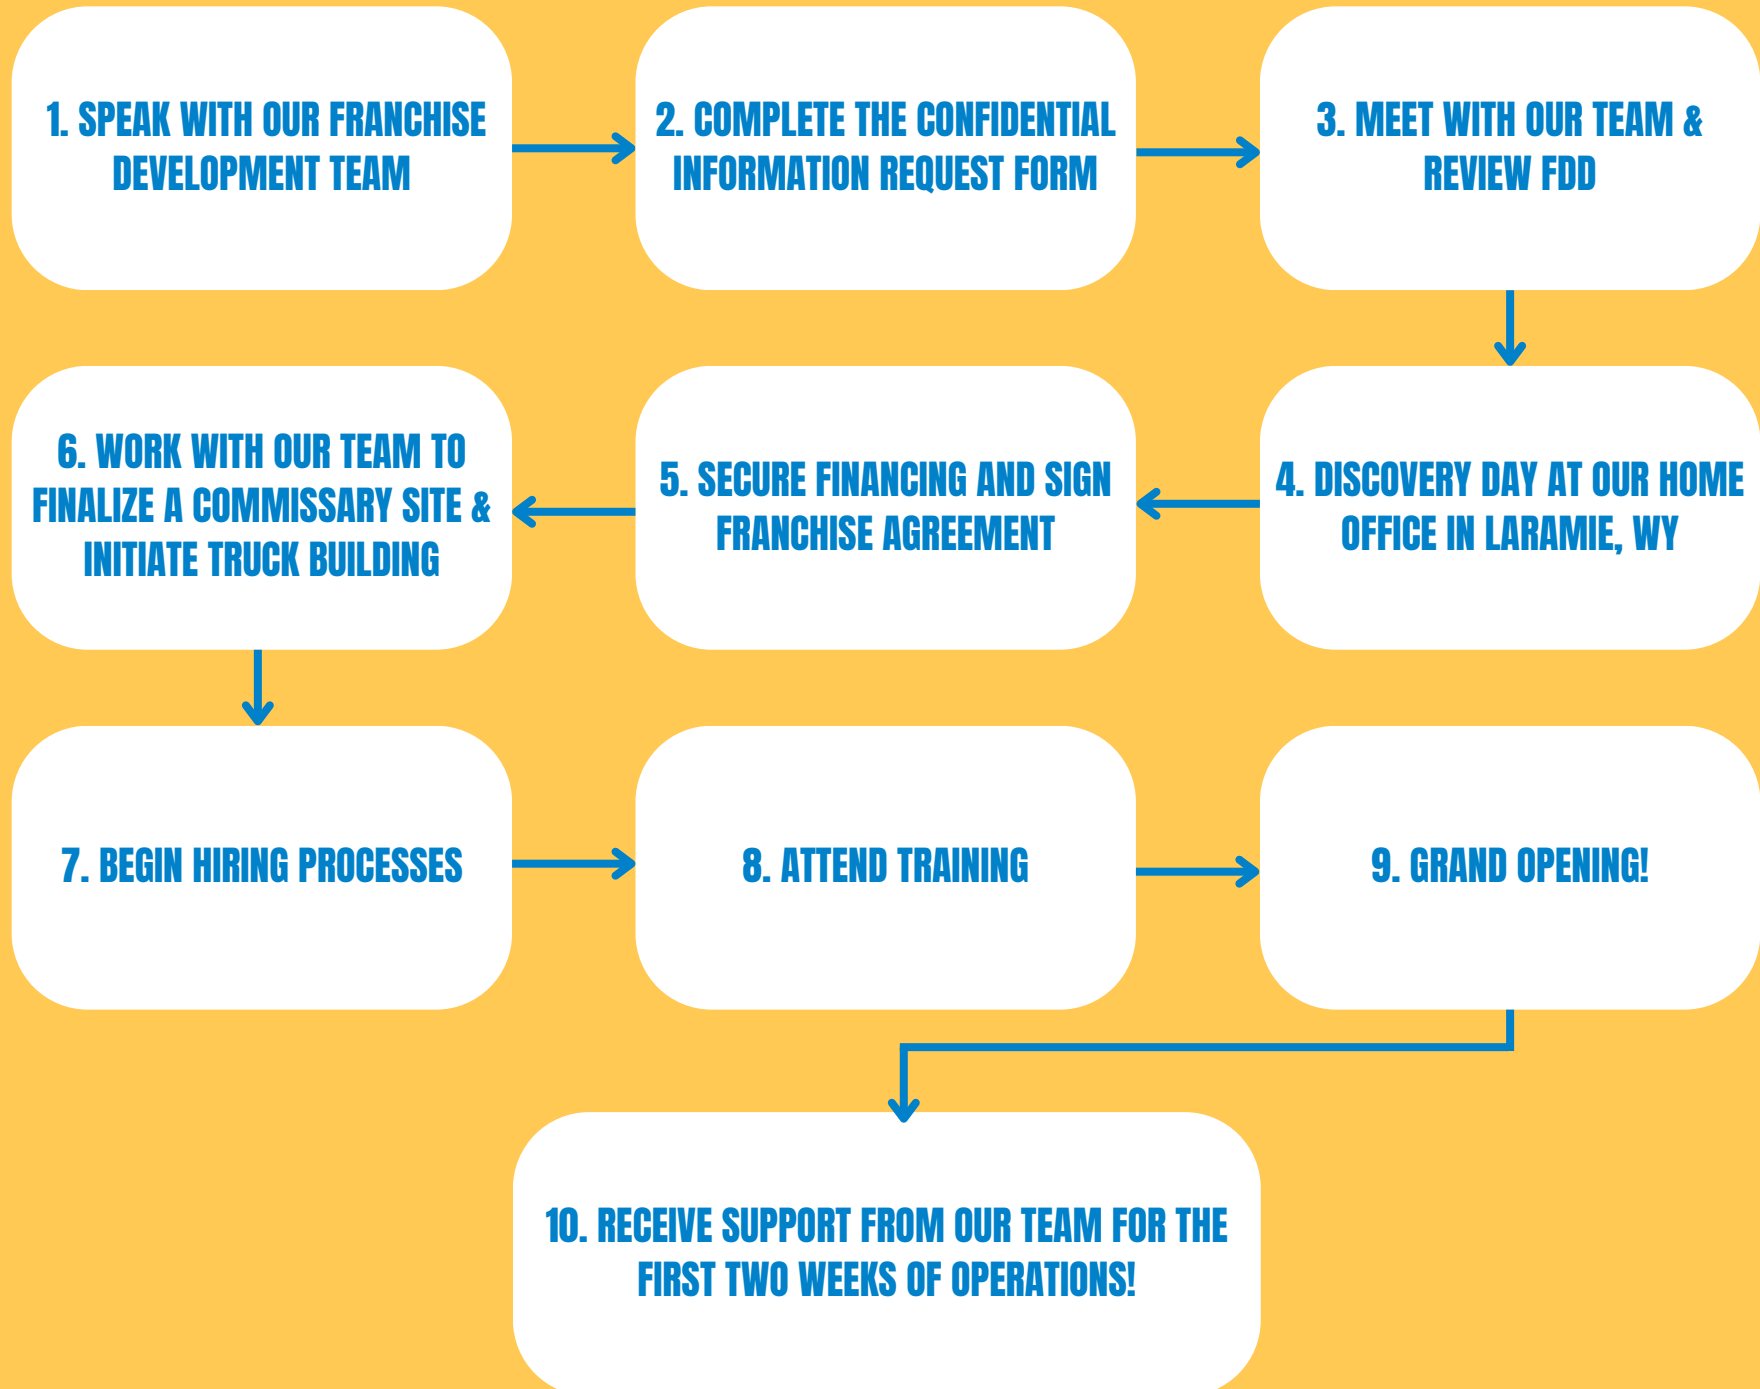 1. SPEAK WITH OUR FRANCHISE
DEVELOPMENT TEAM
2. COMPLETE THE CONFIDENTIAL
INFORMATION REQUEST FORM
3. MEET WITH OUR TEAM &
REVIEW FDD
4. DISCOVERY DAY AT OUR HOME
OFFICE IN LARAMIE, WY
5. SECURE FINANCING AND SIGN
FRANCHISE AGREEMENT
6. WORK WITH OUR TEAM TO
FINALIZE A COMMISSARY SITE &
INITIATE TRUCK BUILDING
7. BEGIN HIRING PROCESSES
8. ATTEND TRAINING
9. GRAND OPENING!
10. RECEIVE SUPPORT FROM OUR TEAM FOR THE
FIRST TWO WEEKS OF OPERATIONS!